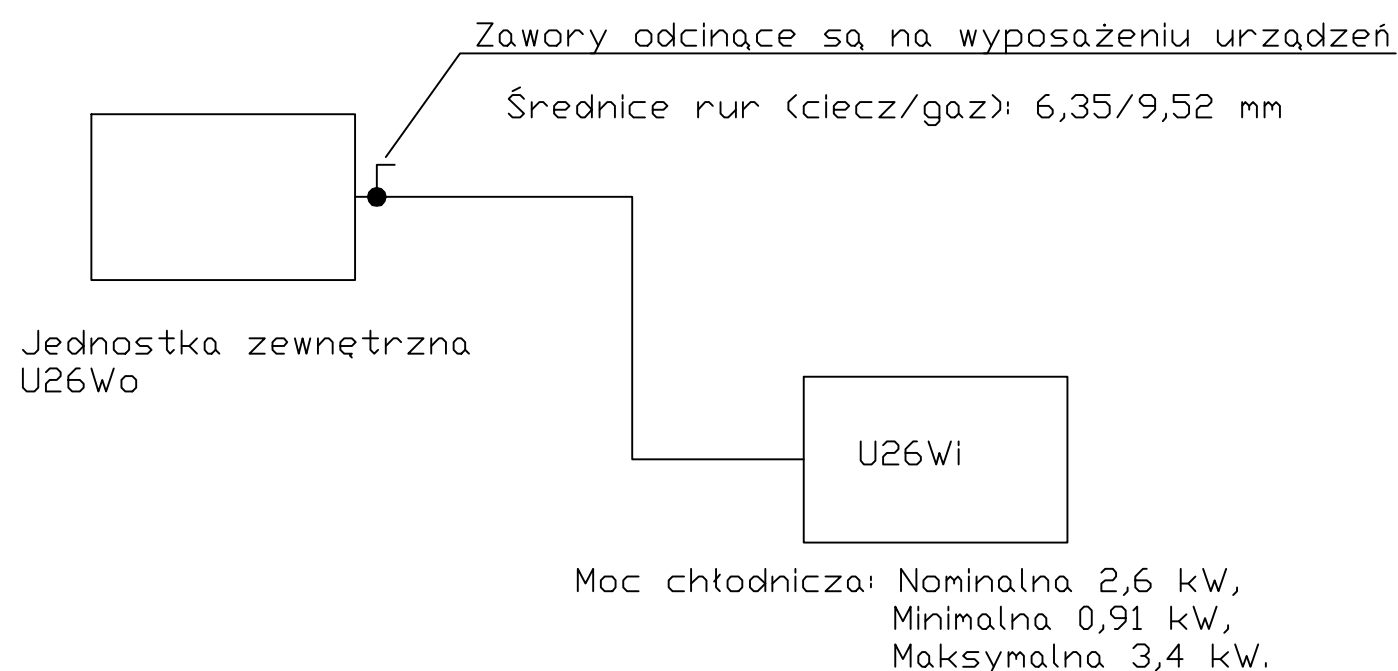 Zawory odcinące są na wyposażeniu urządzeń
Średnice rur (ciecz/gaz): 6,35/9,52 mm
Jednostka zewnętrzna
U26Wo
U26Wi
Moc chłodnicza: Nominalna 2,6 kW,
Minimalna 0,91 kW,
Maksymalna 3,4 kW.